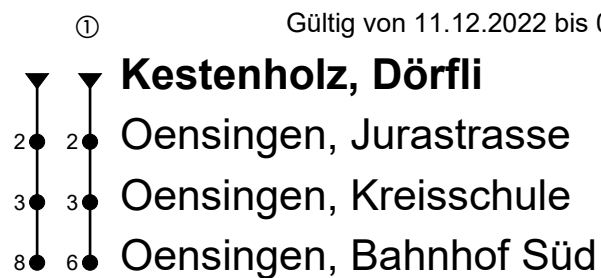 ① Gültig von 11.12.2022 bis
Kestenholz, Dörfli
2 2 Oensingen, Jurastrasse
3 3 Oensingen, Kreisschule
8 6 Oensingen, Bahnhof Süd